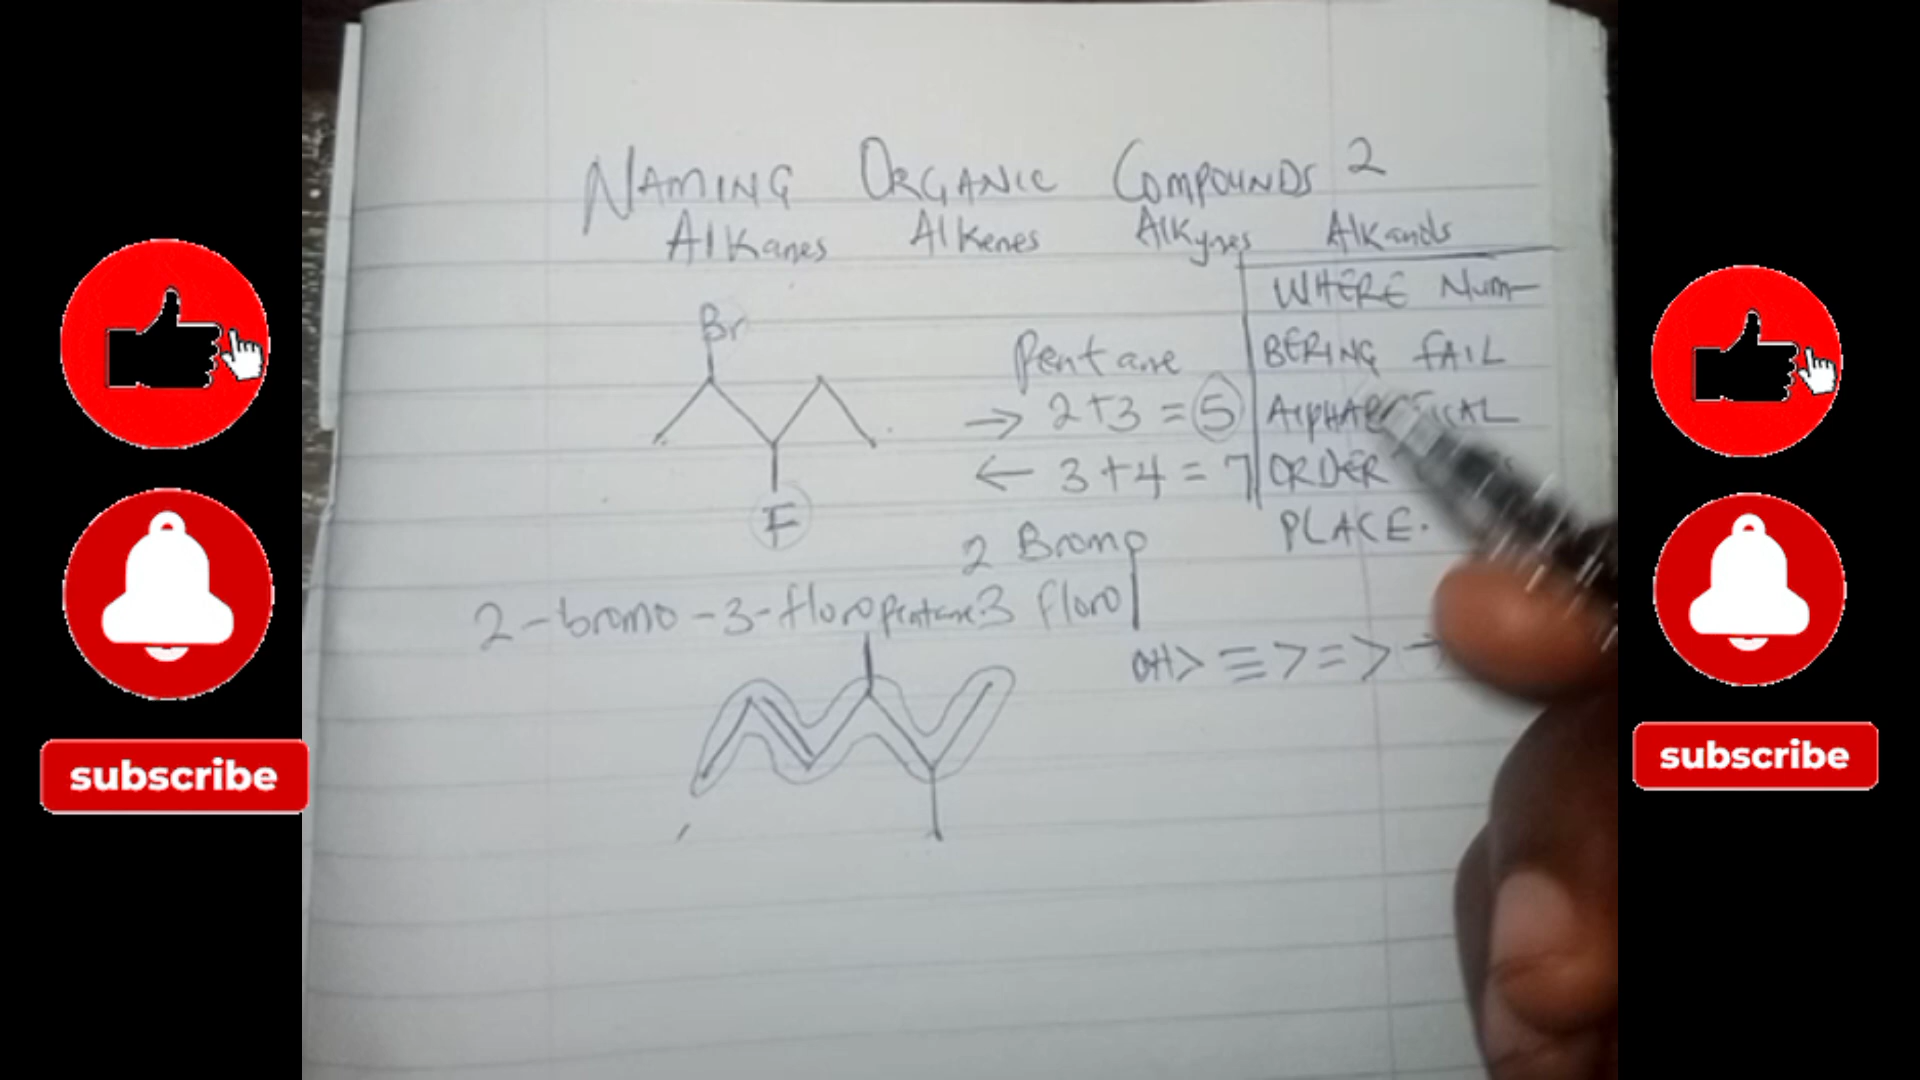 NAMING ORGANIC COMPOUNDS 2
Alkanes Alkenes Alkynes Alkanols
WHERE NUM-
BERING FAIL
ALPHABETICAL
ORDER
PLACE.
Br
F
Pentane
→ 2+3 = 5
← 3+4 = 7
2 Bromo
3 floro
2-bromo-3-floropentane
OH > ≡ > = > -
subscribe
subscribe